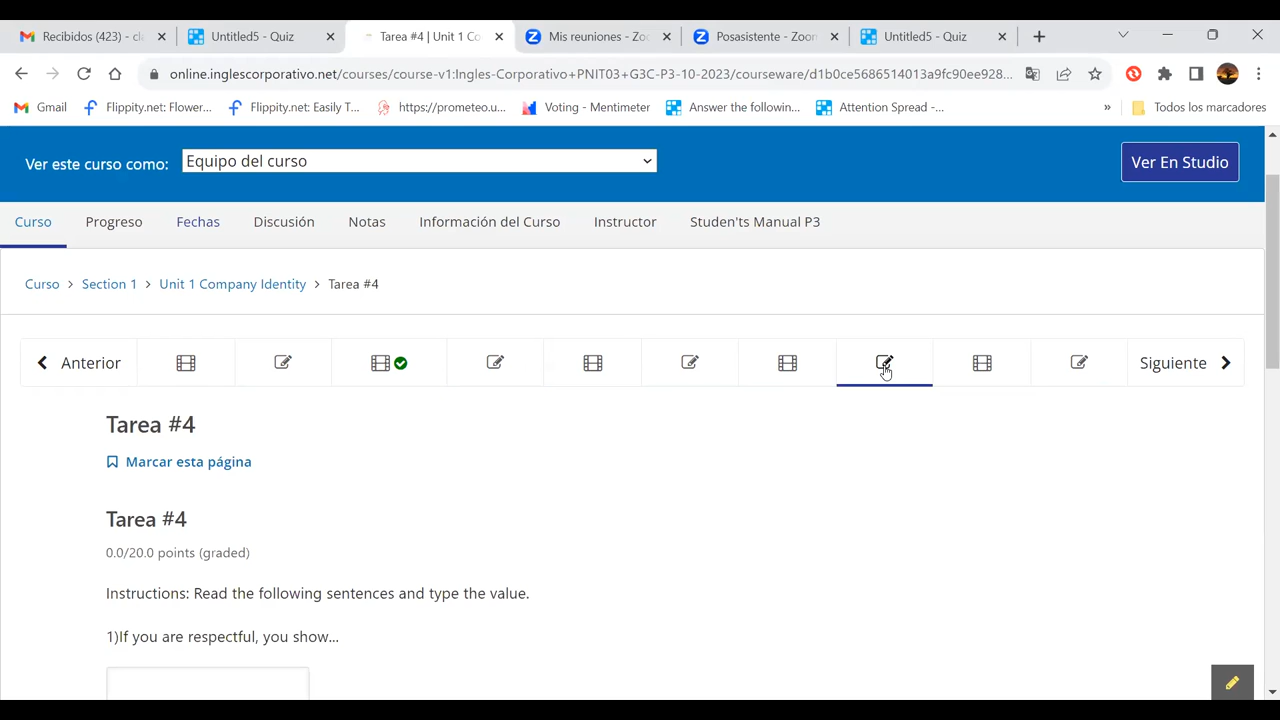 Recibidos (423) - cl
Untitled5 - Quiz
Tarea #4 | Unit 1 Co
Mis reuniones - Zoo
Posasistente - Zoom
Untitled5 - Quiz
online.inglescorporativo.net/courses/course-v1:Ingles-Corporativo+PNIT03+G3C-P3-10-2023/courseware/d1b0ce5686514013a9fc90ee928...
Gmail
Flippity.net: Flower...
Flippity.net: Easily T...
https://prometeo.u...
Voting - Mentimeter
Answer the followin...
Attention Spread -...
»
Todos los marcadores
Ver este curso como:
Equipo del curso
Ver En Studio
Curso
Progreso
Fechas
Discusión
Notas
Información del Curso
Instructor
Studen'ts Manual P3
Curso > Section 1 > Unit 1 Company Identity > Tarea #4
Anterior
Siguiente
Tarea #4
Marcar esta página
Tarea #4
0.0/20.0 points (graded)
Instructions: Read the following sentences and type the value.
1)If you are respectful, you show...